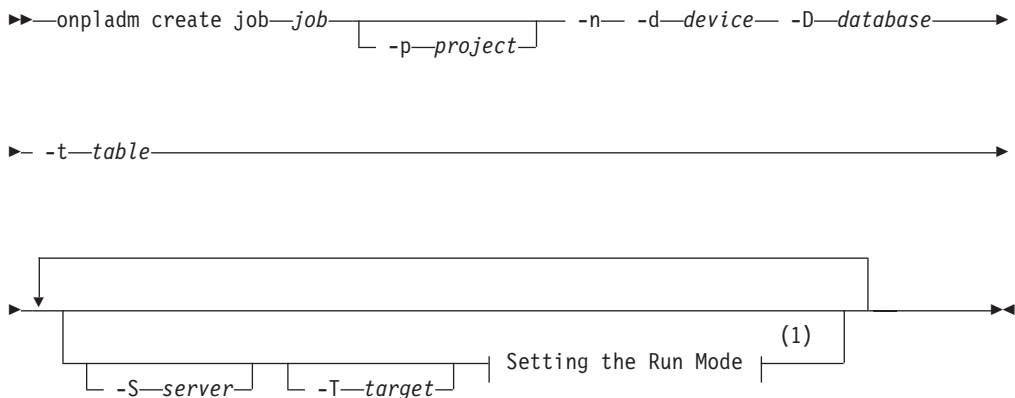 onpladm create job job -n -d device -D database
-p project
-t table
(1)
Setting the Run Mode
-S server -T target